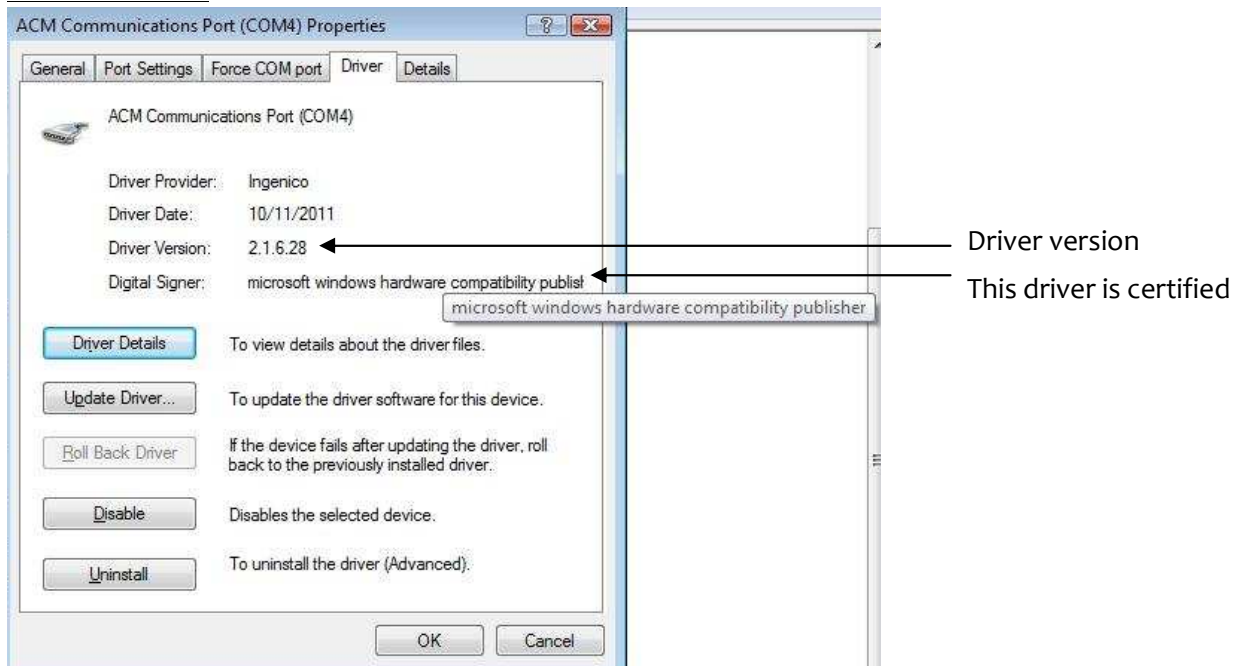 ACM Communications Port (COM4) Properties
General Port Settings Force COM port Driver Details
ACM Communications Port (COM4)
Driver Provider: Ingenico
Driver Date: 10/11/2011
Driver Version: 2.1.6.28
Driver version
Digital Signer: microsoft windows hardware compatibility publish
This driver is certified
microsoft windows hardware compatibility publisher
Driver Details To view details about the driver files.
Update Driver... To update the driver software for this device.
Roll Back Driver If the device fails after updating the driver, roll
back to the previously installed driver.
Disable Disables the selected device.
Uninstall To uninstall the driver (Advanced).
OK Cancel